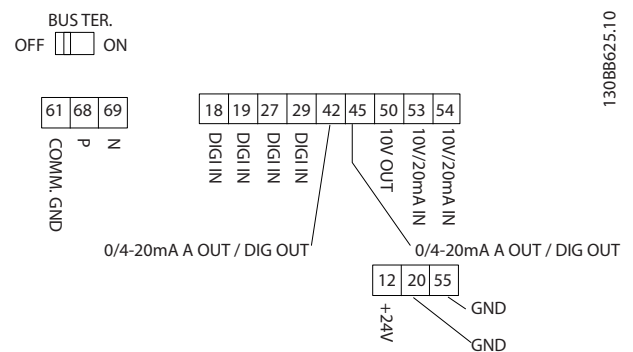 BUS TER.
OFF ON
130BB625.10
61 68 69
COMM. GND
P
N
18 19 27 29 42 45 50 53 54
DIGI IN
DIGI IN
DIGI IN
DIGI IN
10V OUT
10V/20mA IN
10V/20mA IN
0/4-20mA A OUT / DIG OUT
0/4-20mA A OUT / DIG OUT
12 20 55
+24V
GND
GND